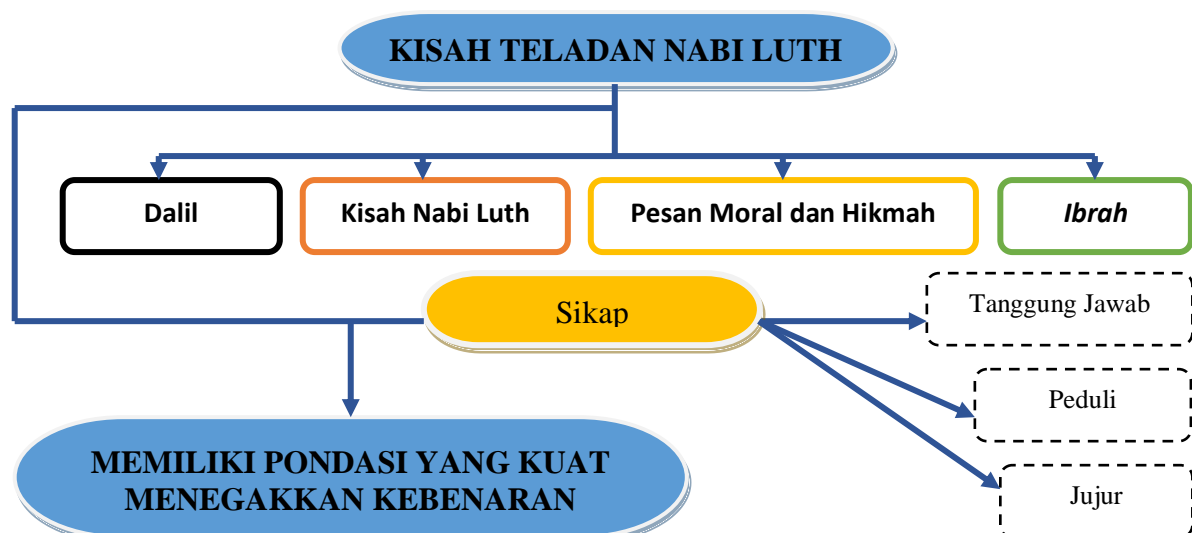 KISAH TELADAN NABI LUTH
Dalil
Kisah Nabi Luth
Pesan Moral dan Hikmah
Ibrah
Sikap
Tanggung Jawab
Peduli
Jujur
MEMILIKI PONDASI YANG KUAT
MENEGAKKAN KEBENARAN